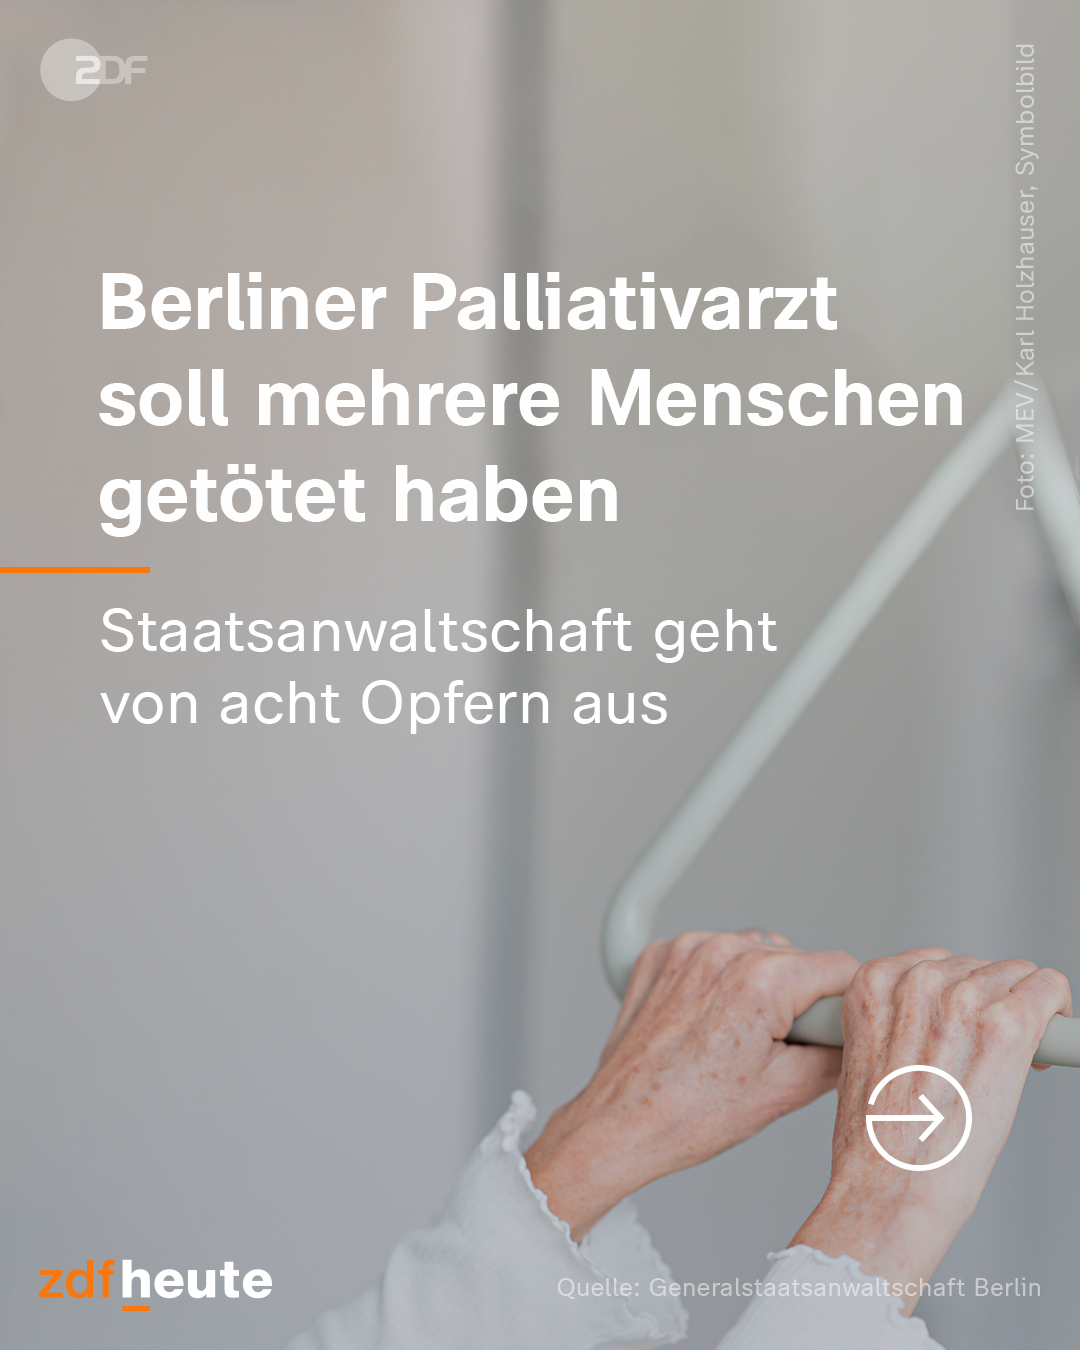 ZDF
Foto: MEV/Karl Holzhauser, Symbolbild
Berliner Palliativarzt
soll mehrere Menschen
getötet haben
Staatsanwaltschaft geht
von acht Opfern aus
zdfheute
Quelle: Generalstaatsanwaltschaft Berlin